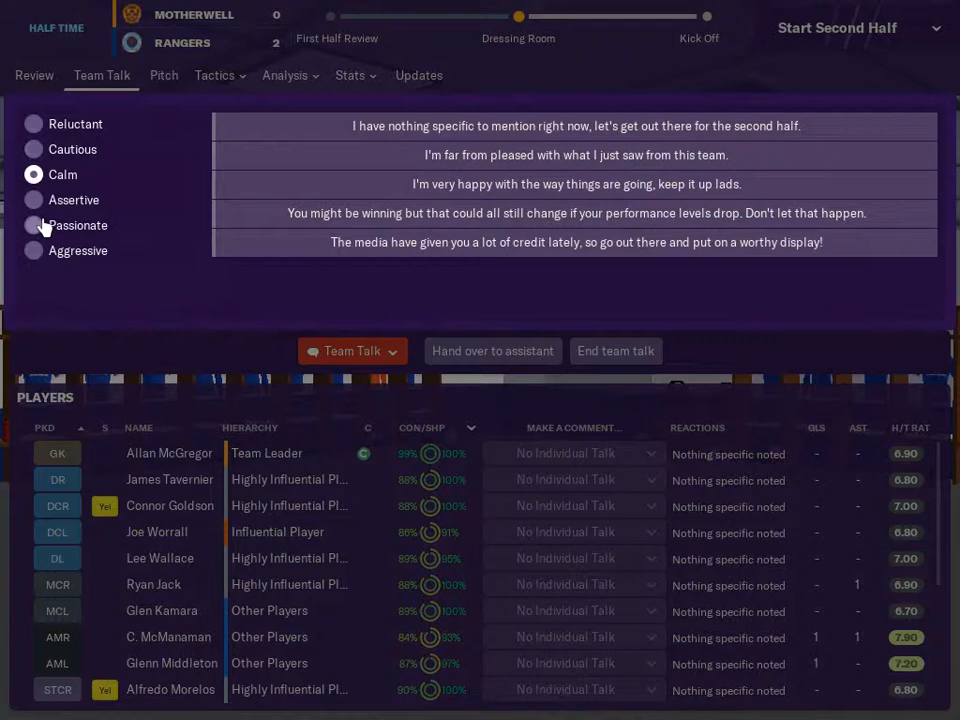 HALF TIME
MOTHERWELL 0
RANGERS 2
First Half Review
Dressing Room
Kick Off
Start Second Half
Review
Team Talk
Pitch
Tactics
Analysis
Stats
Updates
Reluctant
Cautious
Calm
Assertive
Passionate
Aggressive
I have nothing specific to mention right now, let's get out there for the second half.
I'm far from pleased with what I just saw from this team.
I'm very happy with the way things are going, keep it up lads.
You might be winning but that could all still change if your performance levels drop. Don't let that happen.
The media have given you a lot of credit lately, so go out there and put on a worthy display!
Team Talk
Hand over to assistant
End team talk
PLAYERS
PKD S NAME HIERARCHY C CON/SHP MAKE A COMMENT... REACTIONS GLS AST H/T RAT
GK Allan McGregor Team Leader C 99% 100% No Individual Talk Nothing specific noted - - 6.90
DR James Tavernier Highly Influential Pl... 88% 100% No Individual Talk Nothing specific noted - - 6.80
DCR Yel Connor Goldson Highly Influential Pl... 88% 100% No Individual Talk Nothing specific noted - - 7.00
DCL Joe Worrall Influential Player 86% 91% No Individual Talk Nothing specific noted - - 6.80
DL Lee Wallace Highly Influential Pl... 89% 95% No Individual Talk Nothing specific noted - - 7.00
MCR Ryan Jack Highly Influential Pl... 88% 100% No Individual Talk Nothing specific noted - 1 6.90
MCL Glen Kamara Other Players 89% 100% No Individual Talk Nothing specific noted - - 6.70
AMR C. McManaman Other Players 84% 93% No Individual Talk Nothing specific noted 1 1 7.90
AML Glenn Middleton Other Players 87% 97% No Individual Talk Nothing specific noted 1 - 7.20
STCR Yel Alfredo Morelos Highly Influential Pl... 90% 100% No Individual Talk Nothing specific noted - - 6.80